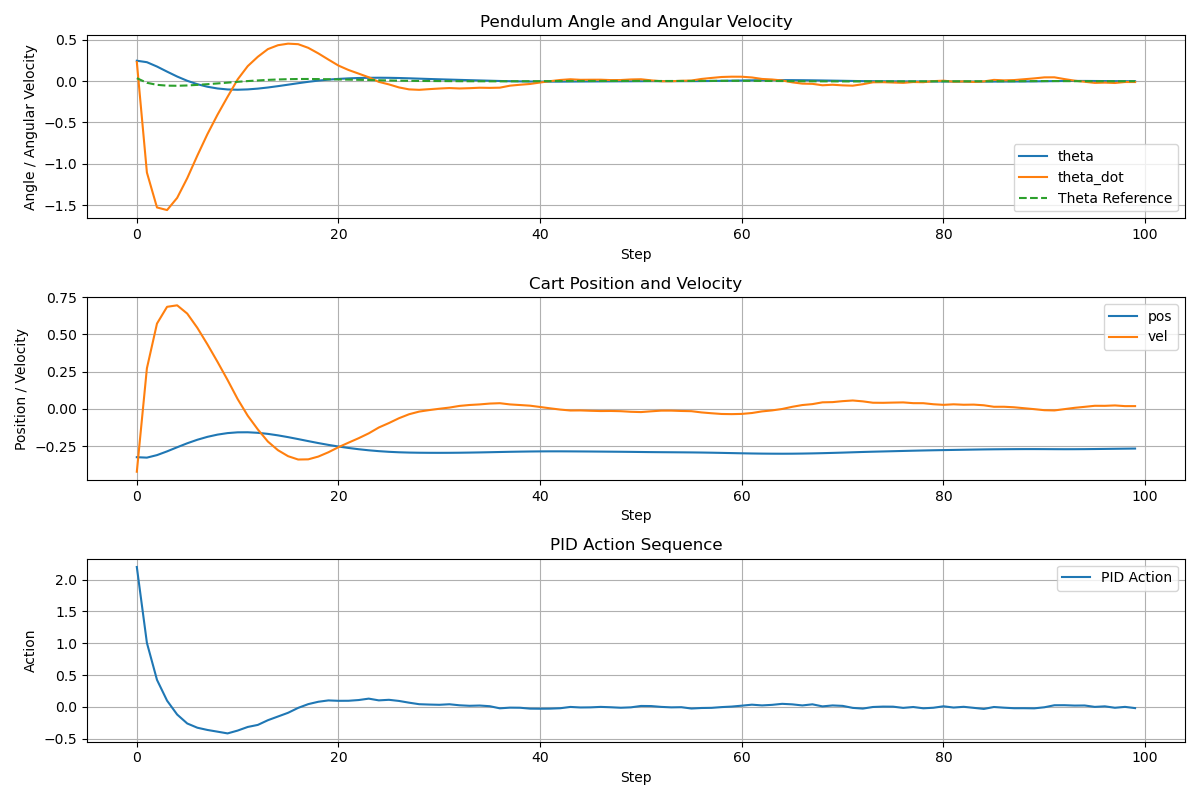 Pendulum Angle and Angular Velocity
Angle / Angular Velocity
0.5
0.0
−0.5
−1.0
−1.5
theta
theta_dot
Theta Reference
0 20 40 60 80 100
Step
Cart Position and Velocity
Position / Velocity
0.75
0.50
0.25
0.00
−0.25
pos
vel
0 20 40 60 80 100
Step
PID Action Sequence
Action
2.0
1.5
1.0
0.5
0.0
−0.5
PID Action
0 20 40 60 80 100
Step